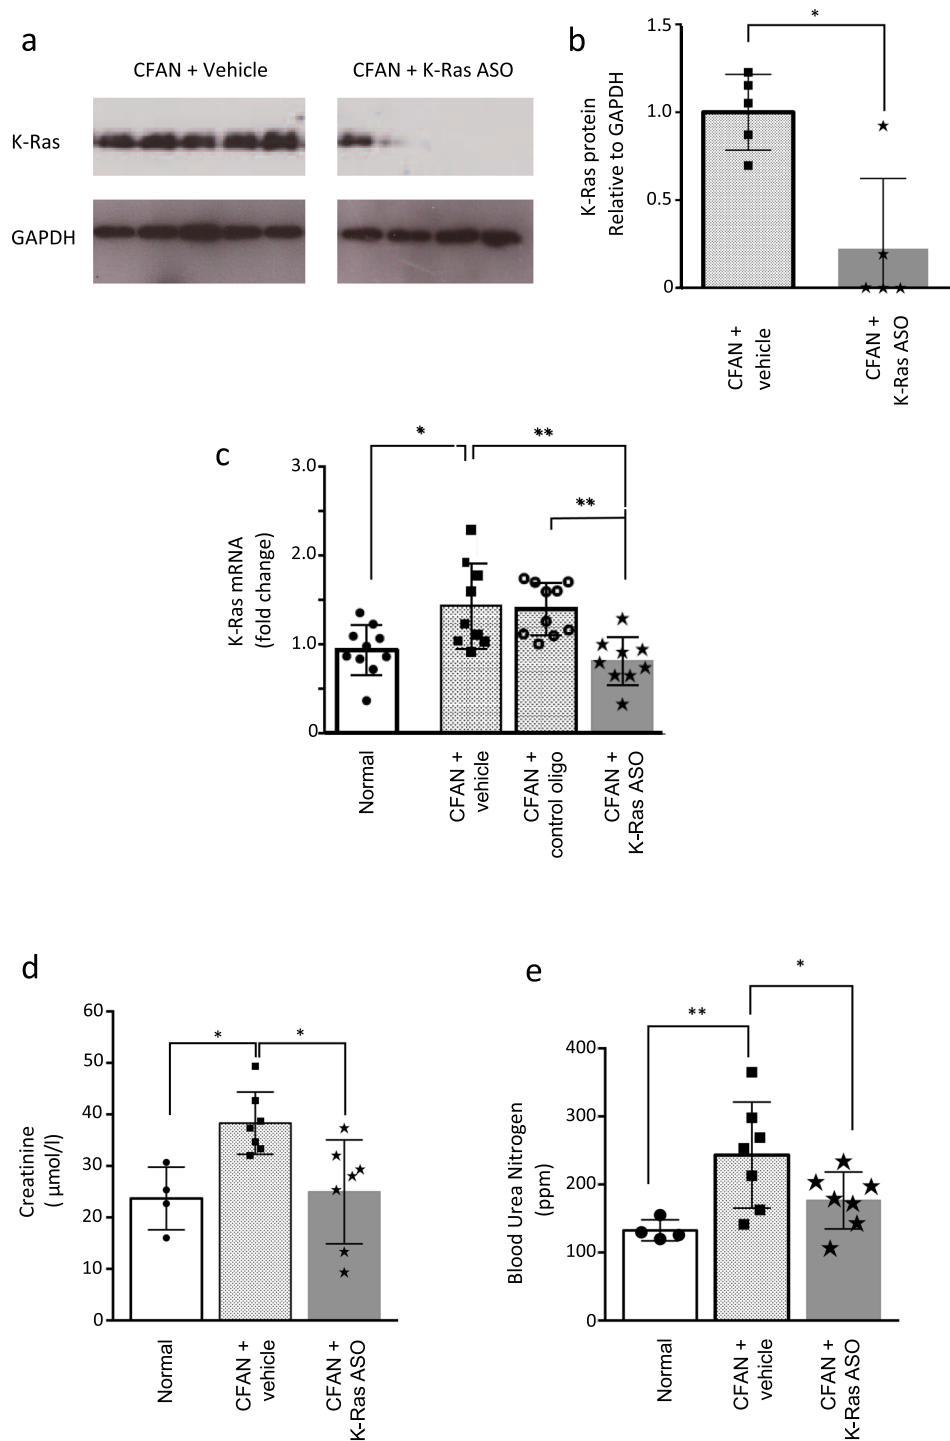 a
CFAN + Vehicle
CFAN + K-Ras ASO
K-Ras
GAPDH
b
K-Ras protein
Relative to GAPDH
1.5
1.0
0.5
0
*
CFAN +
vehicle
CFAN +
K-Ras ASO
c
K-Ras mRNA
(fold change)
3.0
2.0
1.0
0
*
**
**
Normal
CFAN +
vehicle
CFAN +
control oligo
CFAN +
K-Ras ASO
d
Creatinine
( µmol/l)
60
50
40
30
20
10
0
*
*
Normal
CFAN +
vehicle
CFAN +
K-Ras ASO
e
Blood Urea Nitrogen
(ppm)
400
300
200
100
0
**
*
Normal
CFAN +
vehicle
CFAN +
K-Ras ASO